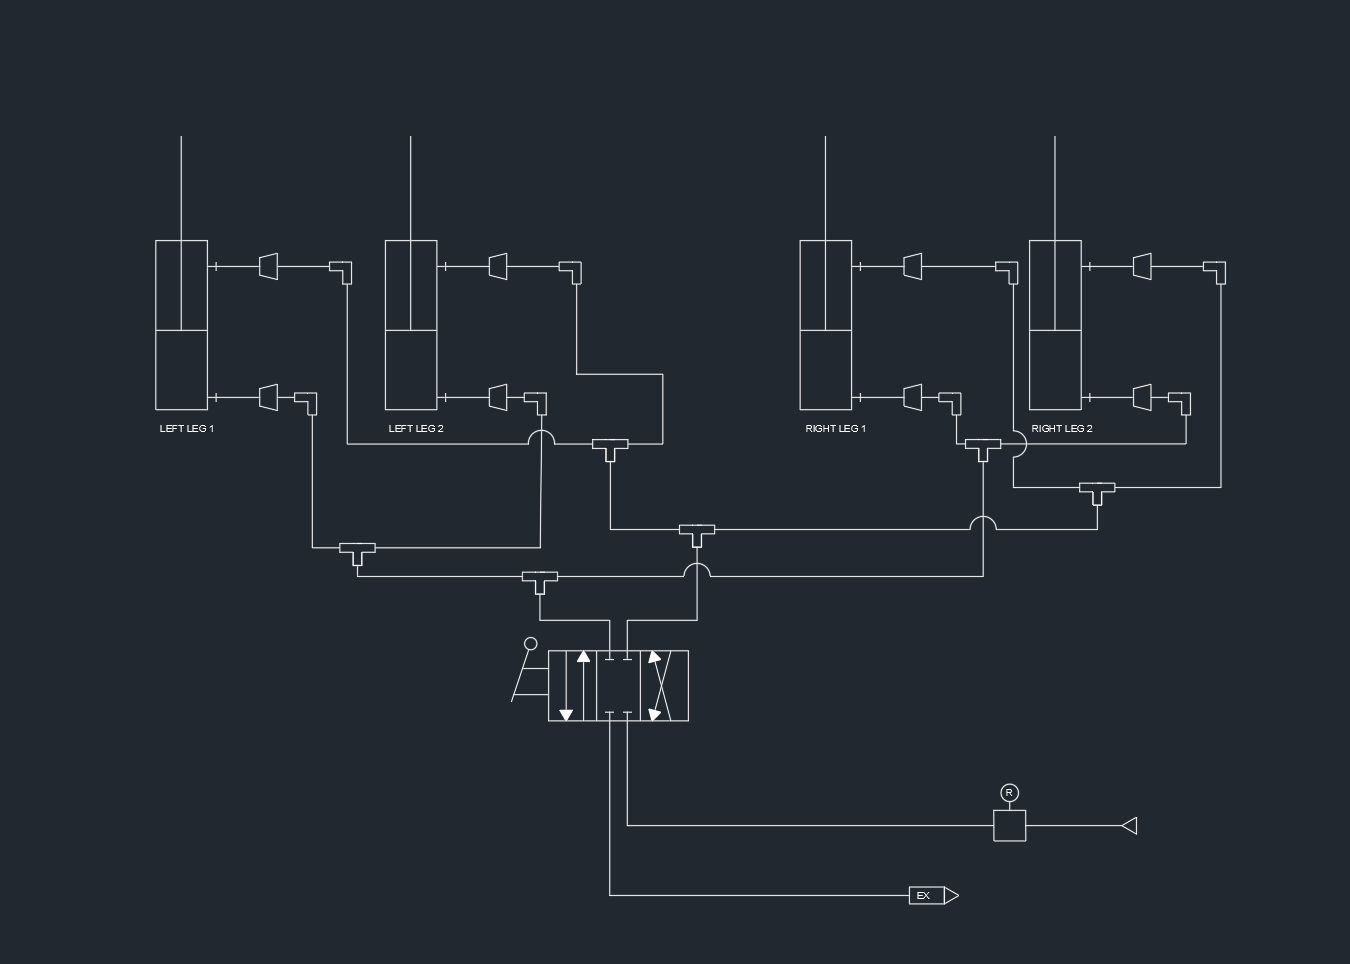 LEFT LEG 1
LEFT LEG 2
RIGHT LEG 1
RIGHT LEG 2
R
EX